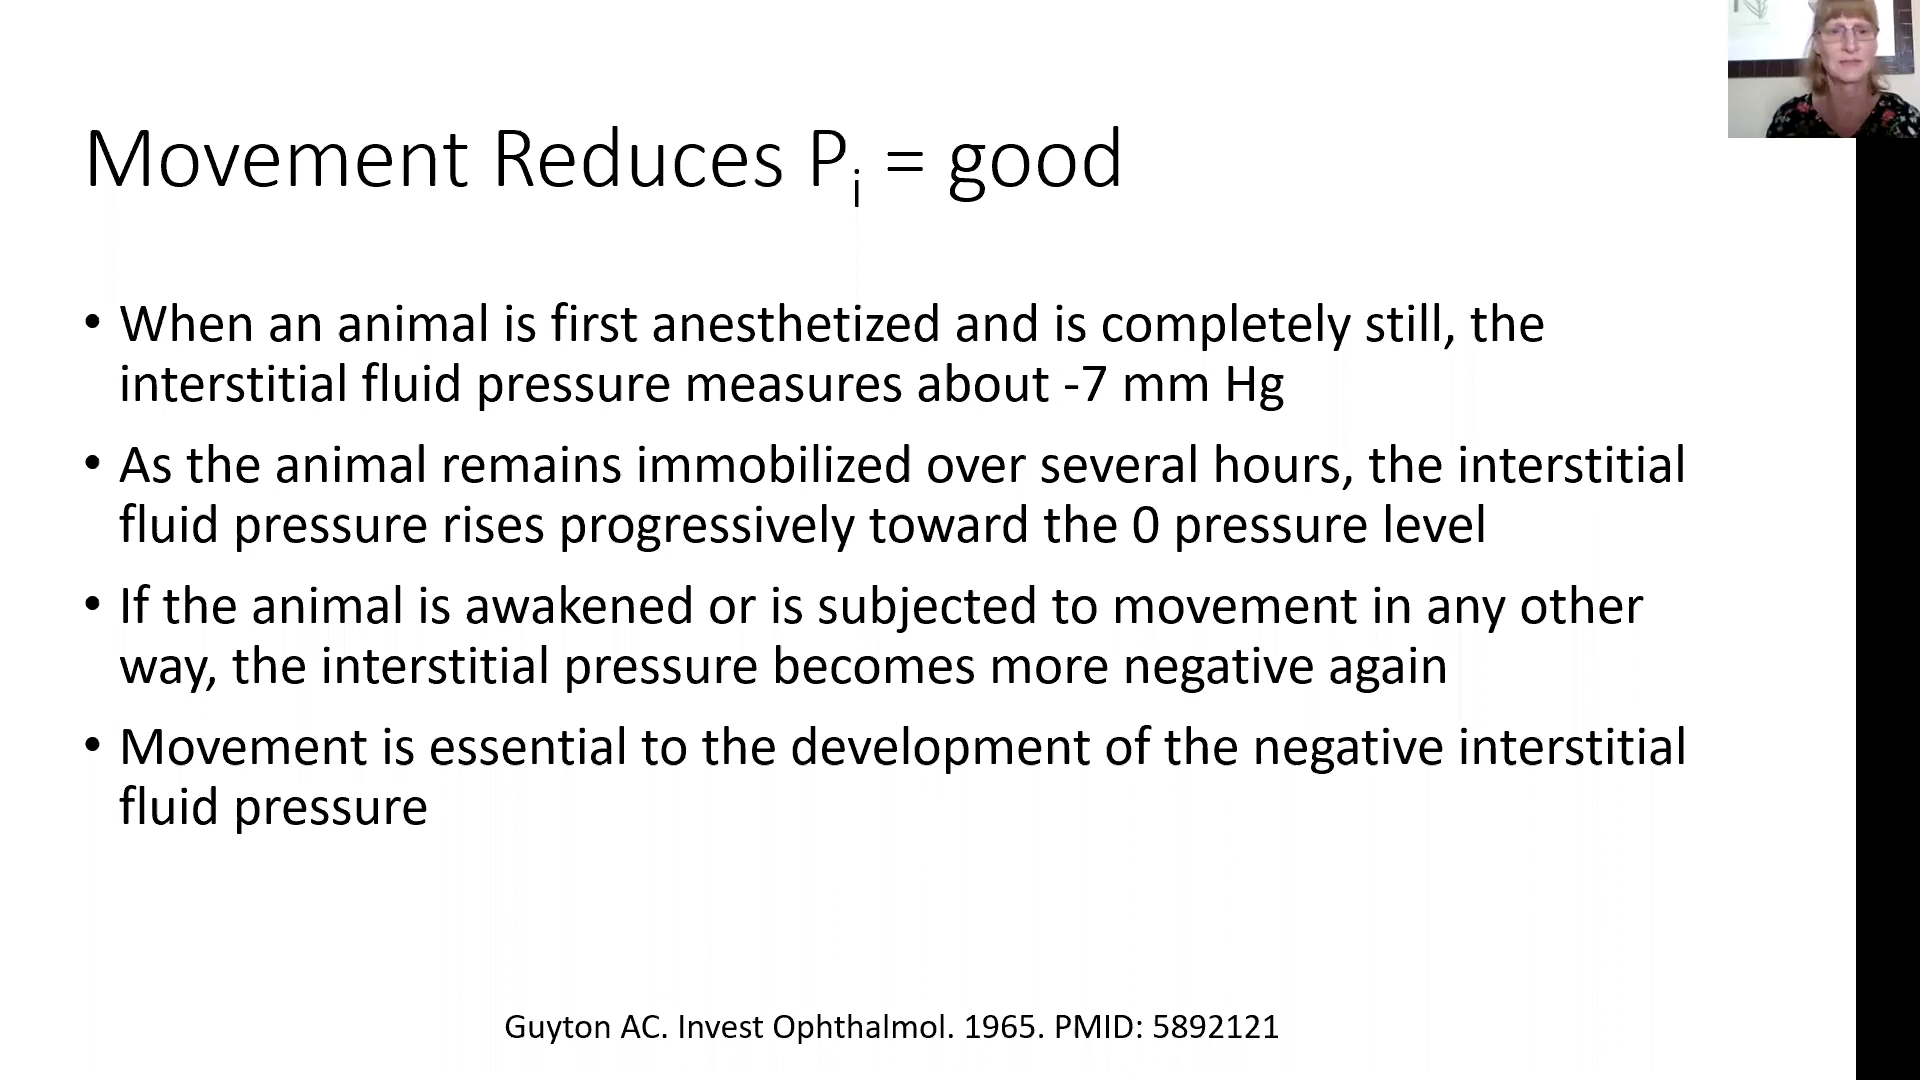 Movement Reduces Pi = good
• When an animal is first anesthetized and is completely still, the
interstitial fluid pressure measures about -7 mm Hg
• As the animal remains immobilized over several hours, the interstitial
fluid pressure rises progressively toward the 0 pressure level
• If the animal is awakened or is subjected to movement in any other
way, the interstitial pressure becomes more negative again
• Movement is essential to the development of the negative interstitial
fluid pressure
Guyton AC. Invest Ophthalmol. 1965. PMID: 5892121